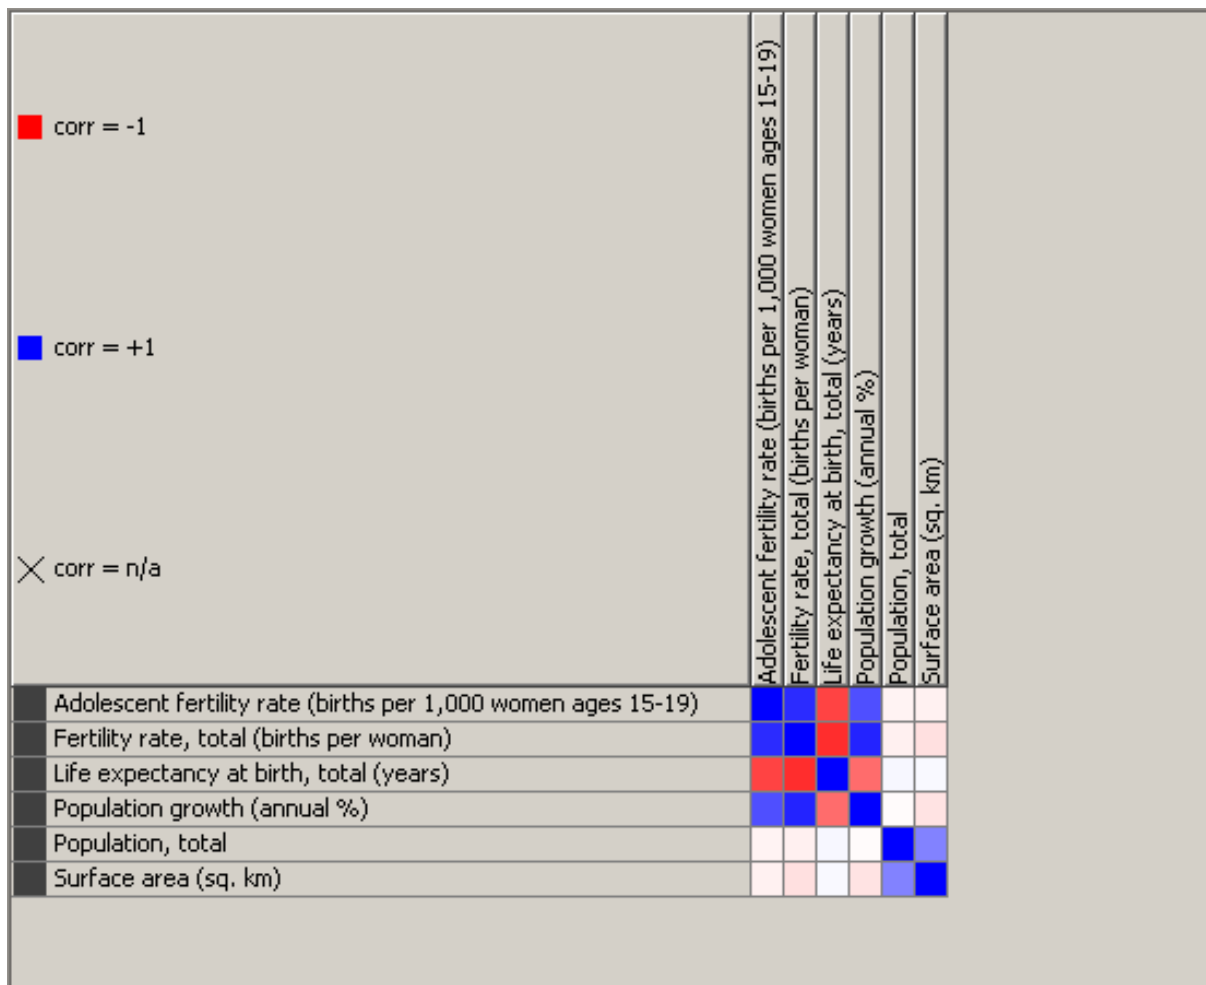 corr = -1
corr = +1
corr = n/a
Adolescent fertility rate (births per 1,000 women ages 15-19)
Fertility rate, total (births per woman)
Life expectancy at birth, total (years)
Population growth (annual %)
Population, total
Surface area (sq. km)
Adolescent fertility rate (births per 1,000 women ages 15-19)
Fertility rate, total (births per woman)
Life expectancy at birth, total (years)
Population growth (annual %)
Population, total
Surface area (sq. km)